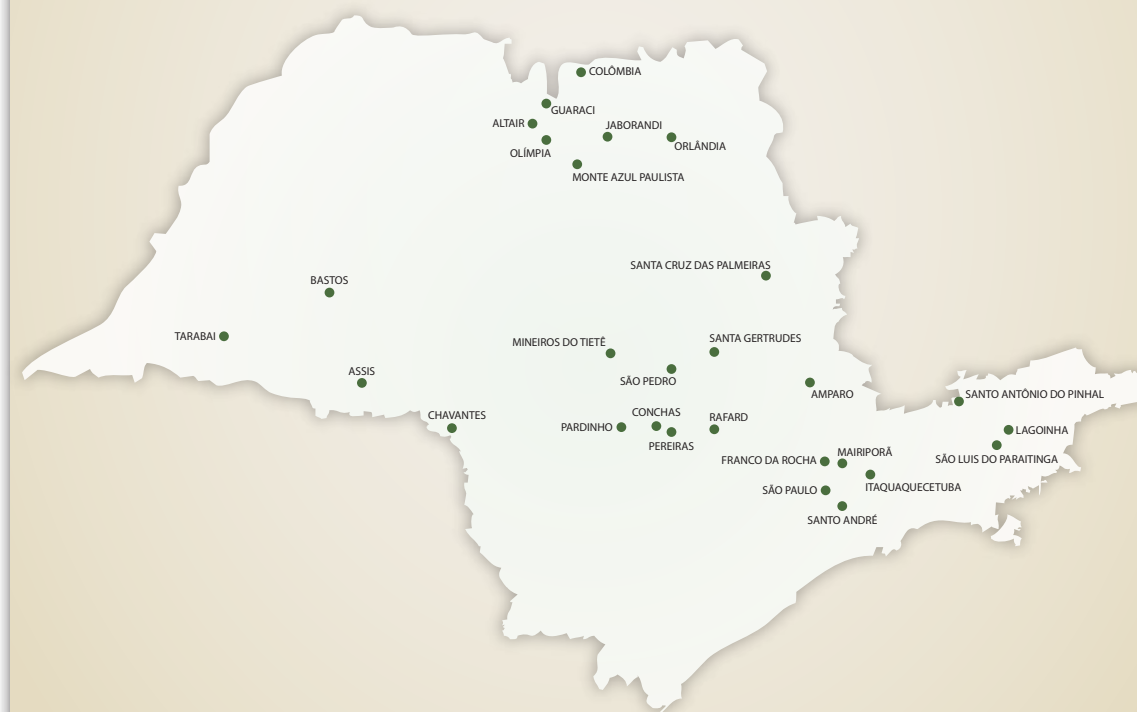 COLÔMBIA
GUARACI
ALTAIR
JABORANDI
ORLÂNDIA
OLÍMPIA
MONTE AZUL PAULISTA
SANTA CRUZ DAS PALMEIRAS
BASTOS
TARABAI
MINEIROS DO TIETÊ
SANTA GERTRUDES
ASSIS
SÃO PEDRO
AMPARO
SANTO ANTÔNIO DO PINHAL
CHAVANTES
CONCHAS
RAFARD
PARDINHO
LAGOINHA
PEREIRAS
MAIRIPORÃ
FRANCO DA ROCHA
SÃO LUIS DO PARAITINGA
ITAQUAQUECETUBA
SÃO PAULO
SANTO ANDRÉ